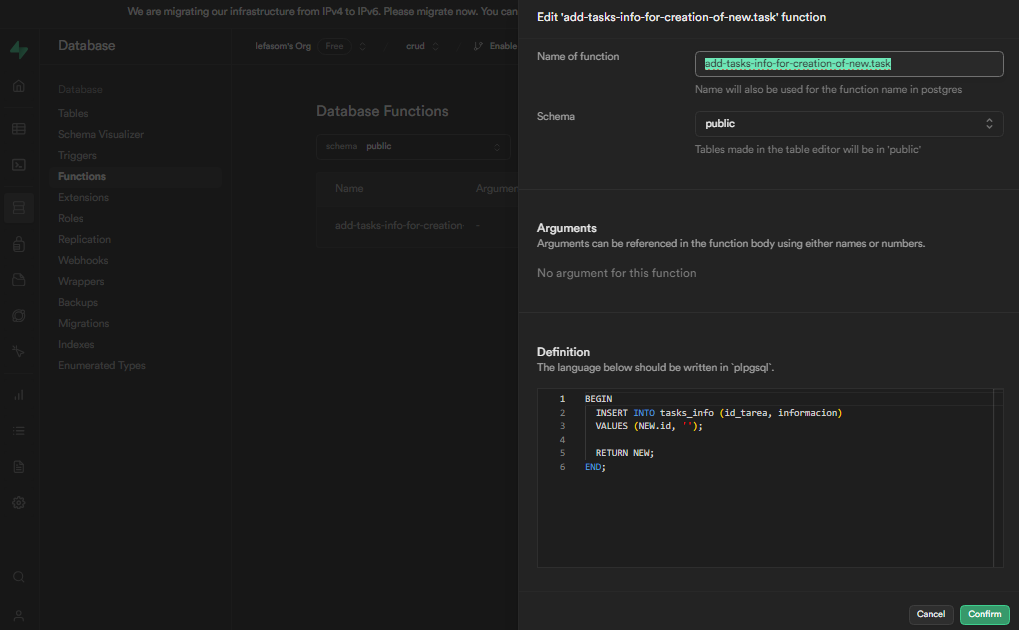 We are migrating our infrastructure from IPv4 to IPv6. Please migrate now. You can
Database
lefasom's Org Free crud Enable
Database
Tables
Schema Visualizer
Triggers
Functions
Extensions
Roles
Replication
Webhooks
Wrappers
Backups
Migrations
Indexes
Enumerated Types
Database Functions
schema public
Name Argumen
add-tasks-info-for-creation -
Edit 'add-tasks-info-for-creation-of-new.task' function
Name of function
add-tasks-info-for-creation-of-new.task
Name will also be used for the function name in postgres
Schema
public
Tables made in the table editor will be in 'public'
Arguments
Arguments can be referenced in the function body using either names or numbers.
No argument for this function
Definition
The language below should be written in `plpgsql`.
1 BEGIN
2 INSERT INTO tasks_info (id_tarea, informacion)
3 VALUES (NEW.id, '');
4
5 RETURN NEW;
6 END;
Cancel Confirm